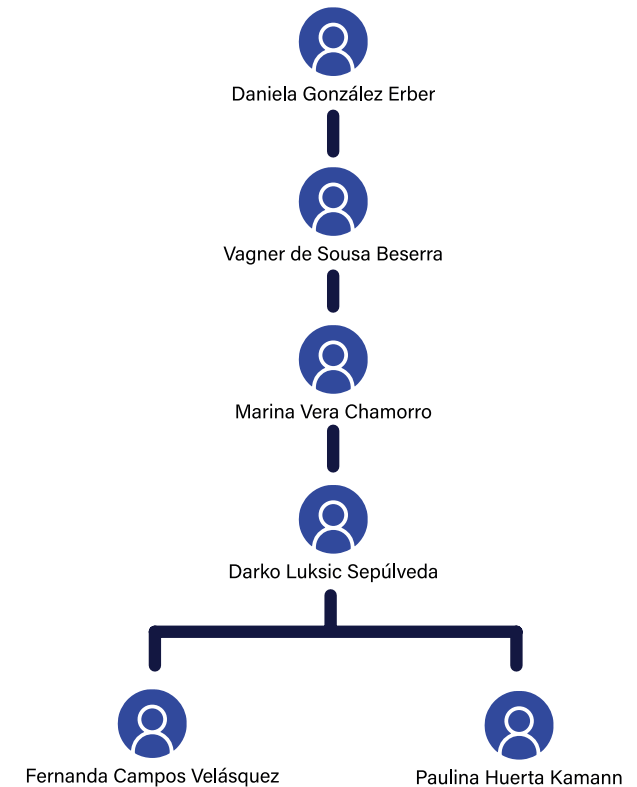 Daniela González Erber
Vagner de Sousa Beserra
Marina Vera Chamorro
Darko Luksic Sepúlveda
Fernanda Campos Velásquez
Paulina Huerta Kamann